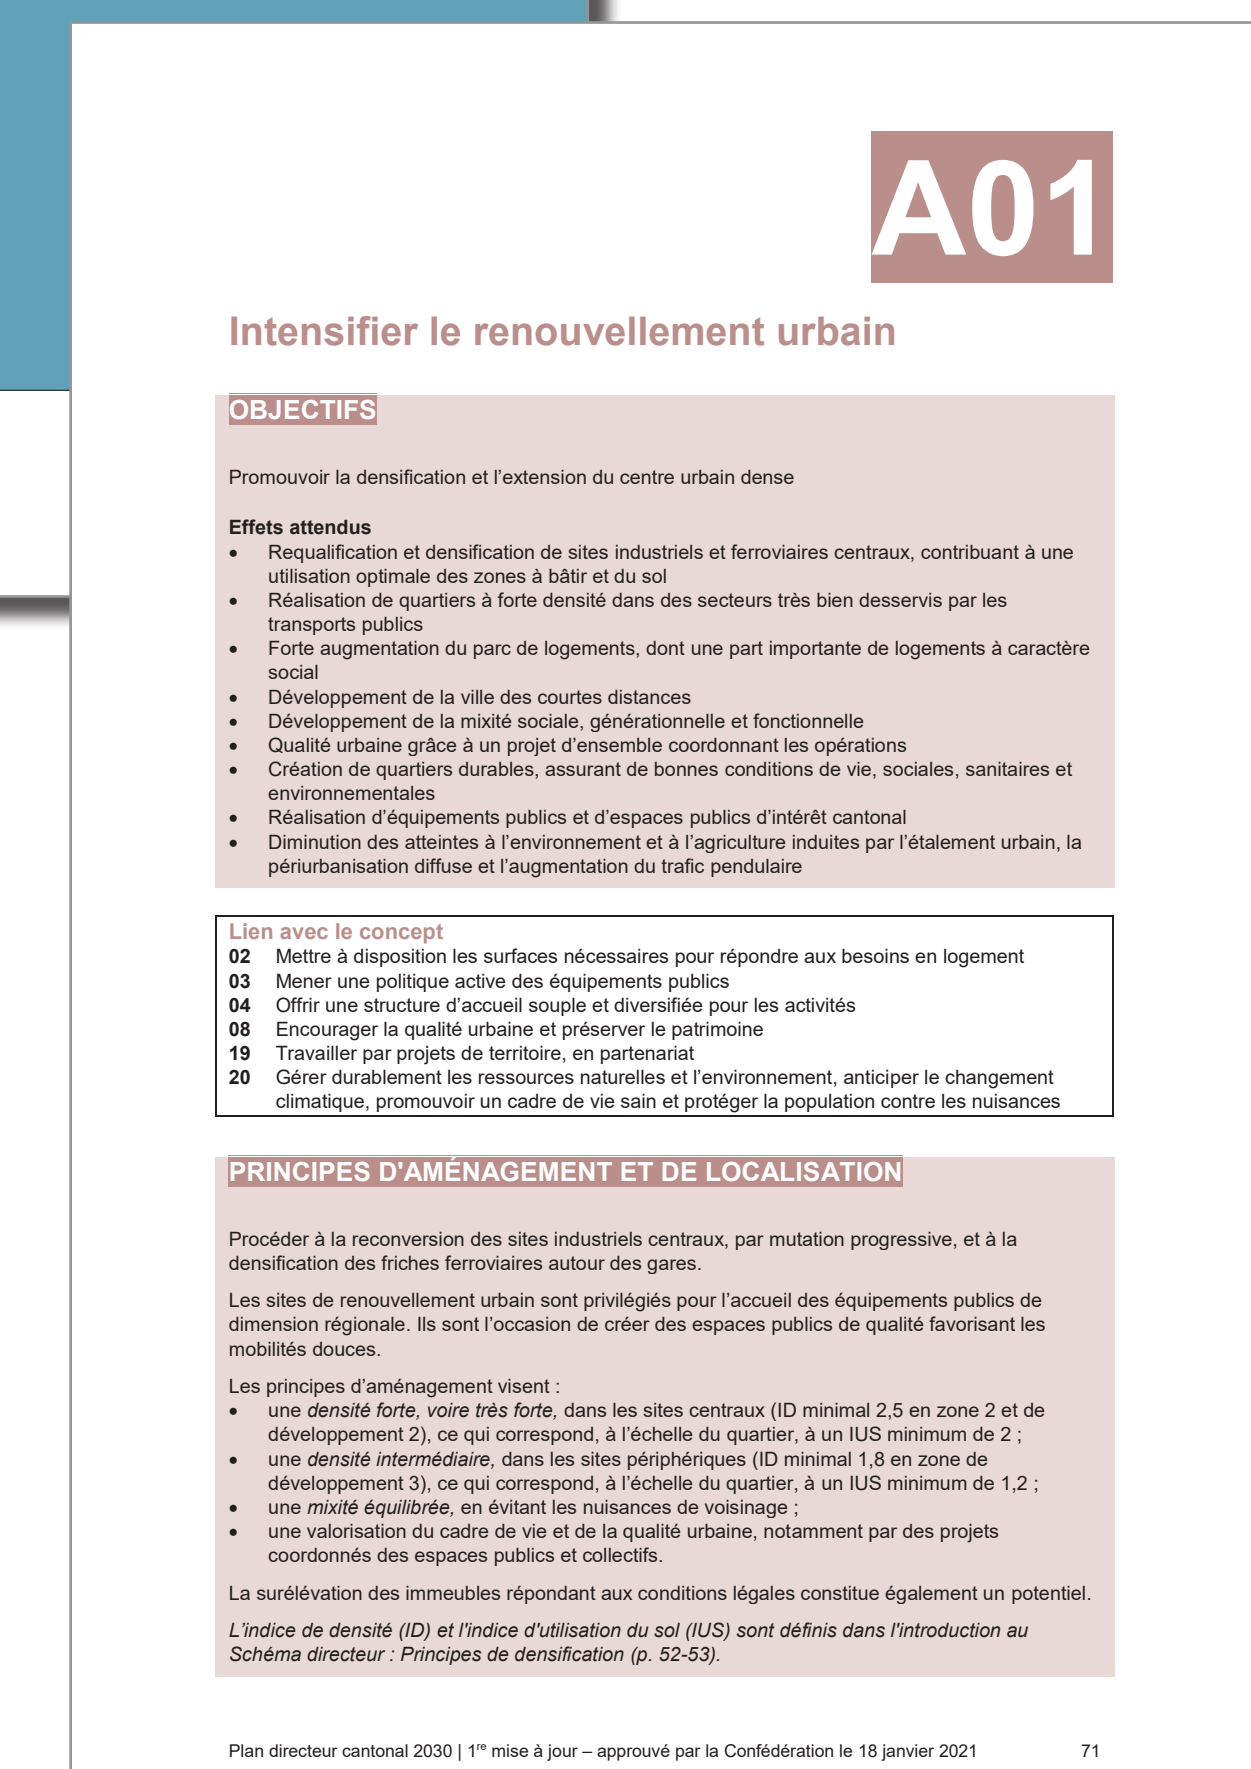 A01
Intensifier le renouvellement urbain
OBJECTIFS
Promouvoir la densification et l’extension du centre urbain dense
Effets attendus
• Requalification et densification de sites industriels et ferroviaires centraux, contribuant à une
utilisation optimale des zones à bâtir et du sol
• Réalisation de quartiers à forte densité dans des secteurs très bien desservis par les
transports publics
• Forte augmentation du parc de logements, dont une part importante de logements à caractère
social
• Développement de la ville des courtes distances
• Développement de la mixité sociale, générationnelle et fonctionnelle
• Qualité urbaine grâce à un projet d’ensemble coordonnant les opérations
• Création de quartiers durables, assurant de bonnes conditions de vie, sociales, sanitaires et
environnementales
• Réalisation d’équipements publics et d’espaces publics d’intérêt cantonal
• Diminution des atteintes à l’environnement et à l’agriculture induites par l’étalement urbain, la
périurbanisation diffuse et l’augmentation du trafic pendulaire
Lien avec le concept
02 Mettre à disposition les surfaces nécessaires pour répondre aux besoins en logement
03 Mener une politique active des équipements publics
04 Offrir une structure d’accueil souple et diversifiée pour les activités
08 Encourager la qualité urbaine et préserver le patrimoine
19 Travailler par projets de territoire, en partenariat
20 Gérer durablement les ressources naturelles et l’environnement, anticiper le changement
climatique, promouvoir un cadre de vie sain et protéger la population contre les nuisances
PRINCIPES D'AMÉNAGEMENT ET DE LOCALISATION
Procéder à la reconversion des sites industriels centraux, par mutation progressive, et à la
densification des friches ferroviaires autour des gares.
Les sites de renouvellement urbain sont privilégiés pour l’accueil des équipements publics de
dimension régionale. Ils sont l’occasion de créer des espaces publics de qualité favorisant les
mobilités douces.
Les principes d’aménagement visent :
• une densité forte, voire très forte, dans les sites centraux (ID minimal 2,5 en zone 2 et de
développement 2), ce qui correspond, à l’échelle du quartier, à un IUS minimum de 2 ;
• une densité intermédiaire, dans les sites périphériques (ID minimal 1,8 en zone de
développement 3), ce qui correspond, à l’échelle du quartier, à un IUS minimum de 1,2 ;
• une mixité équilibrée, en évitant les nuisances de voisinage ;
• une valorisation du cadre de vie et de la qualité urbaine, notamment par des projets
coordonnés des espaces publics et collectifs.
La surélévation des immeubles répondant aux conditions légales constitue également un potentiel.
L’indice de densité (ID) et l'indice d'utilisation du sol (IUS) sont définis dans l'introduction au
Schéma directeur : Principes de densification (p. 52-53).
Plan directeur cantonal 2030 | 1re mise à jour – approuvé par la Confédération le 18 janvier 2021 71